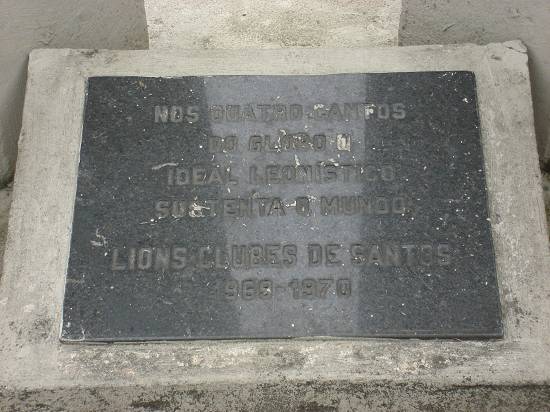 NOS QUATRO CANTOS
DO GLOBO O
IDEAL LEONÍSTICO
SUSTENTA O MUNDO
LIONS CLUBES DE SANTOS
1969-1970